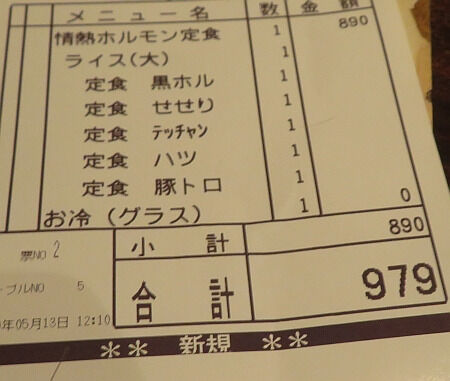 メニュー名 数 金額
情熱ホルモン定食 1 890
ライス(大) 1
定食 黒ホル 1
定食 せせり 1
定食 テッチャン 1
定食 ハツ 1
定食 豚トロ 1
お冷(グラス) 1 0
票NO 2 小計 890
ーブルNO 5 合計 979
年05月13日 12:10
** 新規 **